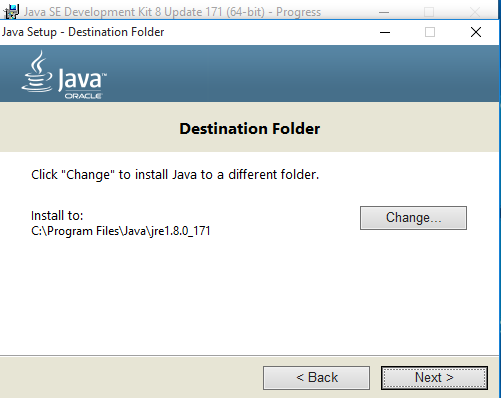 Java SE Development Kit 8 Update 171 (64-bit) - Progress
Java Setup - Destination Folder
Java™
ORACLE
Destination Folder
Click "Change" to install Java to a different folder.
Install to:
Change...
C:\Program Files\Java\jre1.8.0_171
< Back
Next >